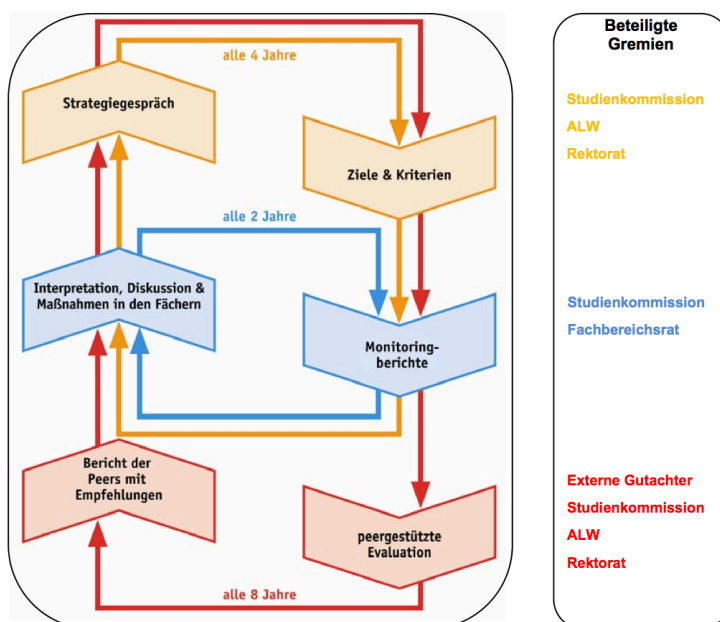 alle 4 Jahre
Strategiegespräch
Ziele & Kriterien
alle 2 Jahre
Interpretation, Diskussion &
Maßnahmen in den Fächern
Monitoring-
berichte
Bericht der
Peers mit
Empfehlungen
peergestützte
Evaluation
alle 8 Jahre
Beteiligte
Gremien
Studienkommission
ALW
Rektorat
Studienkommission
Fachbereichsrat
Externe Gutachter
Studienkommission
ALW
Rektorat